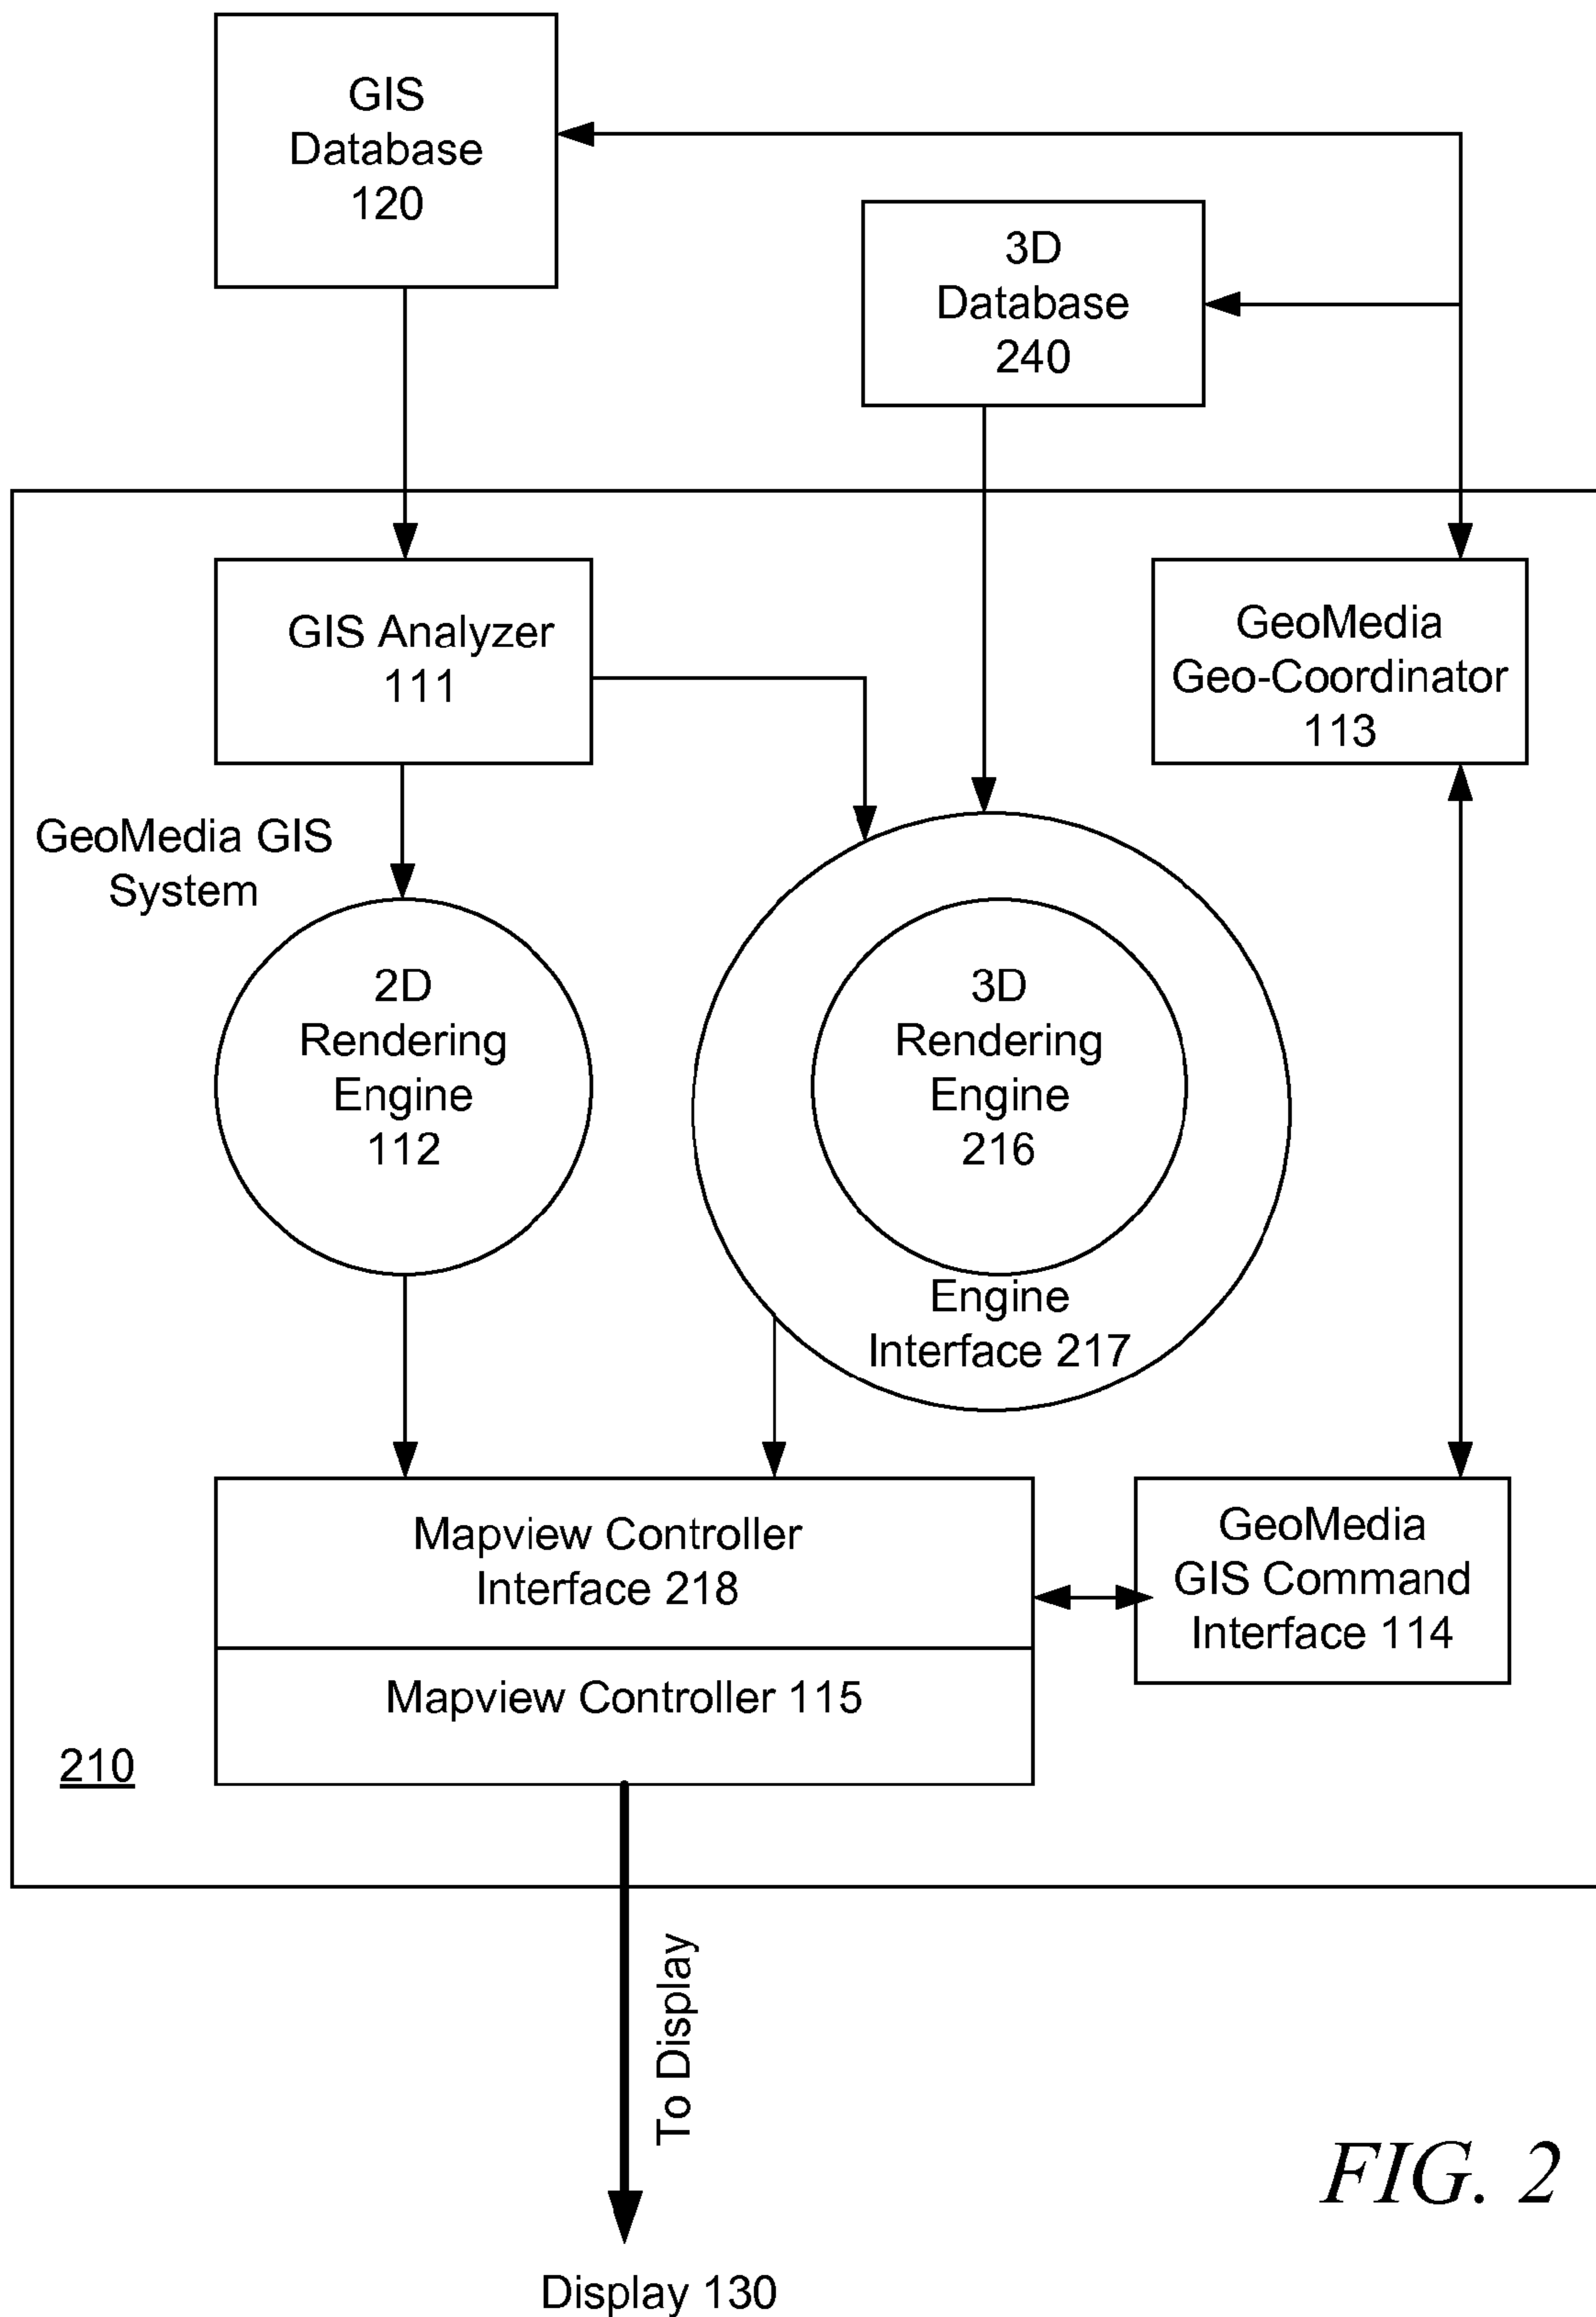 GIS
Database
120
3D
Database
240
GIS Analyzer
111
GeoMedia
Geo-Coordinator
113
GeoMedia GIS
System
2D
Rendering
Engine
112
3D
Rendering
Engine
216
Engine
Interface 217
Mapview Controller
Interface 218
GeoMedia
GIS Command
Interface 114
Mapview Controller 115
210
To Display
Display 130
FIG. 2